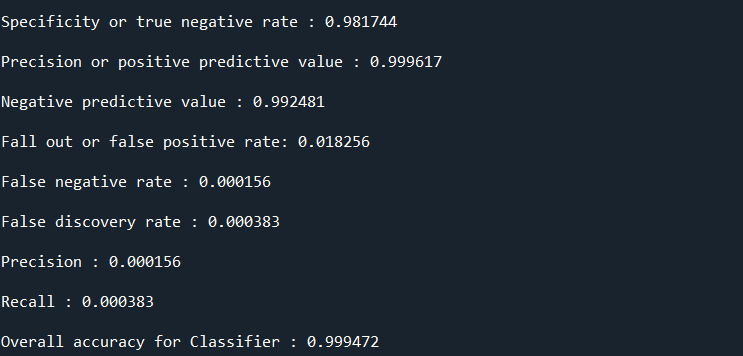 Specificity or true negative rate : 0.981744
Precision or positive predictive value : 0.999617
Negative predictive value : 0.992481
Fall out or false positive rate: 0.018256
False negative rate : 0.000156
False discovery rate : 0.000383
Precision : 0.000156
Recall : 0.000383
Overall accuracy for Classifier : 0.999472